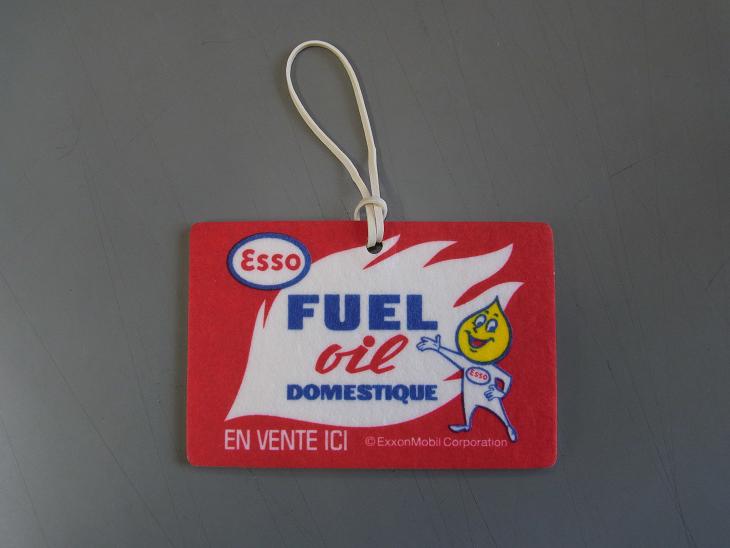 Esso
FUEL
oil
DOMESTIQUE
Esso
EN VENTE ICI
©ExxonMobil Corporation